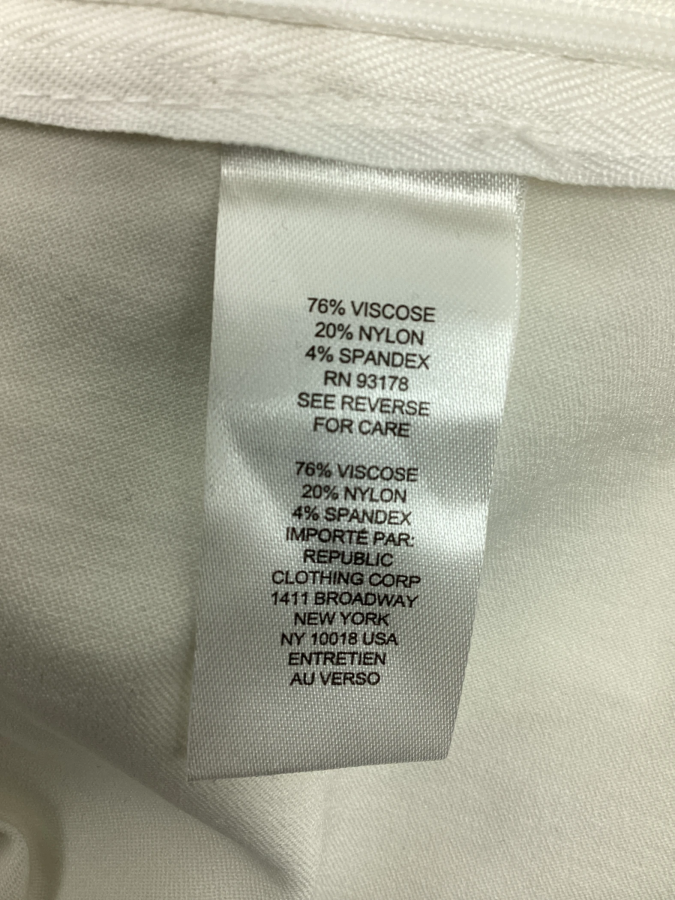 76% VISCOSE
20% NYLON
4% SPANDEX
RN 93178
SEE REVERSE
FOR CARE
76% VISCOSE
20% NYLON
4% SPANDEX
IMPORTÉ PAR:
REPUBLIC
CLOTHING CORP
1411 BROADWAY
NEW YORK
NY 10018 USA
ENTRETIEN
AU VERSO